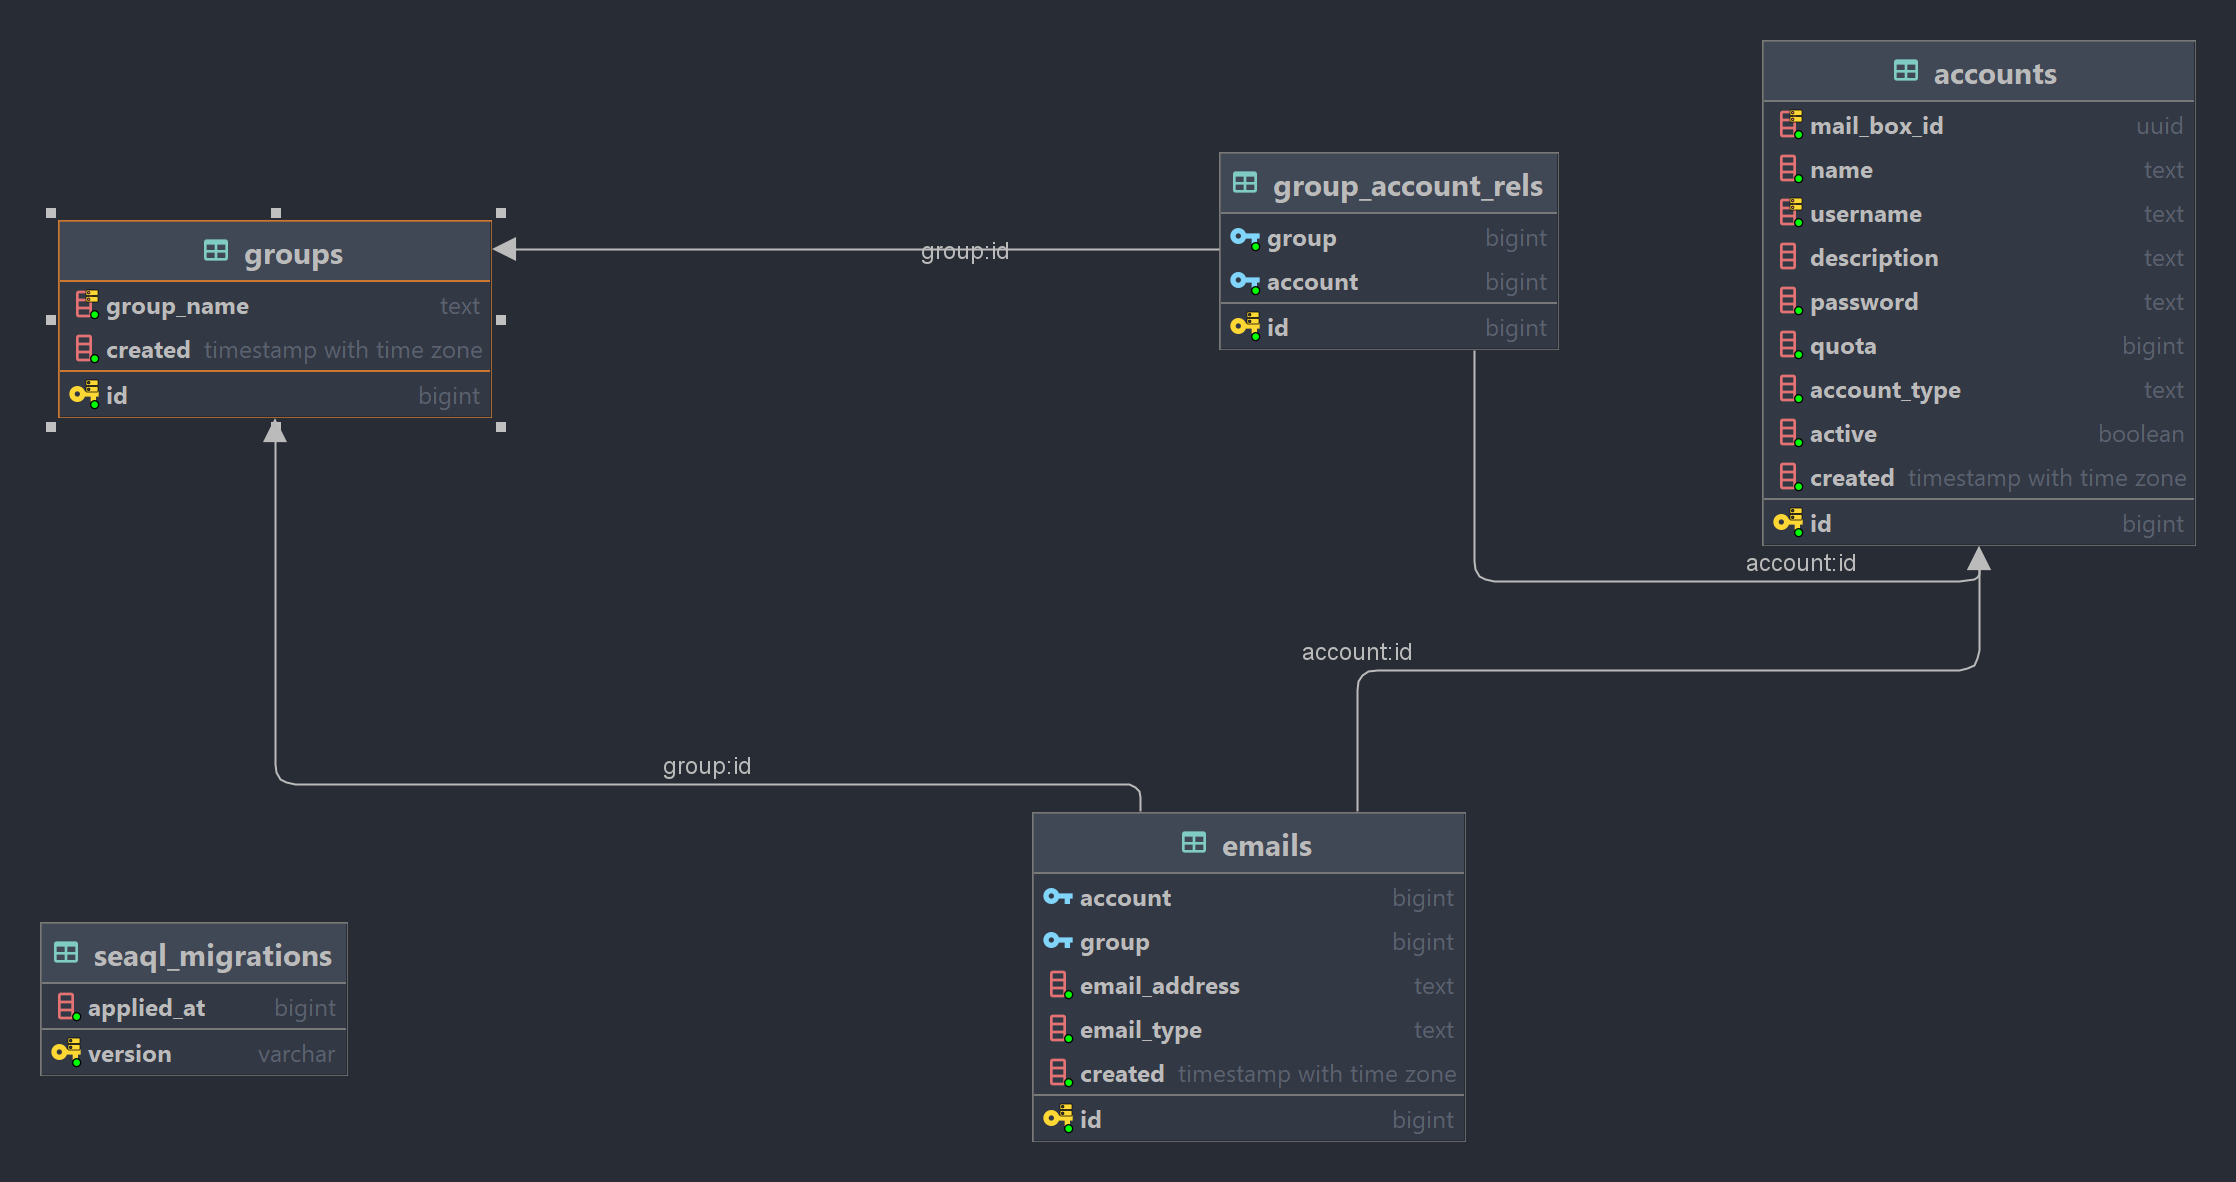 accounts
mail_box_id uuid
name text
username text
description text
password text
quota bigint
account_type text
active boolean
created timestamp with time zone
id bigint
group_account_rels
group bigint
account bigint
id bigint
groups
group_name text
created timestamp with time zone
id bigint
group:id
account:id
account:id
group:id
emails
account bigint
group bigint
email_address text
email_type text
created timestamp with time zone
id bigint
seaql_migrations
applied_at bigint
version varchar